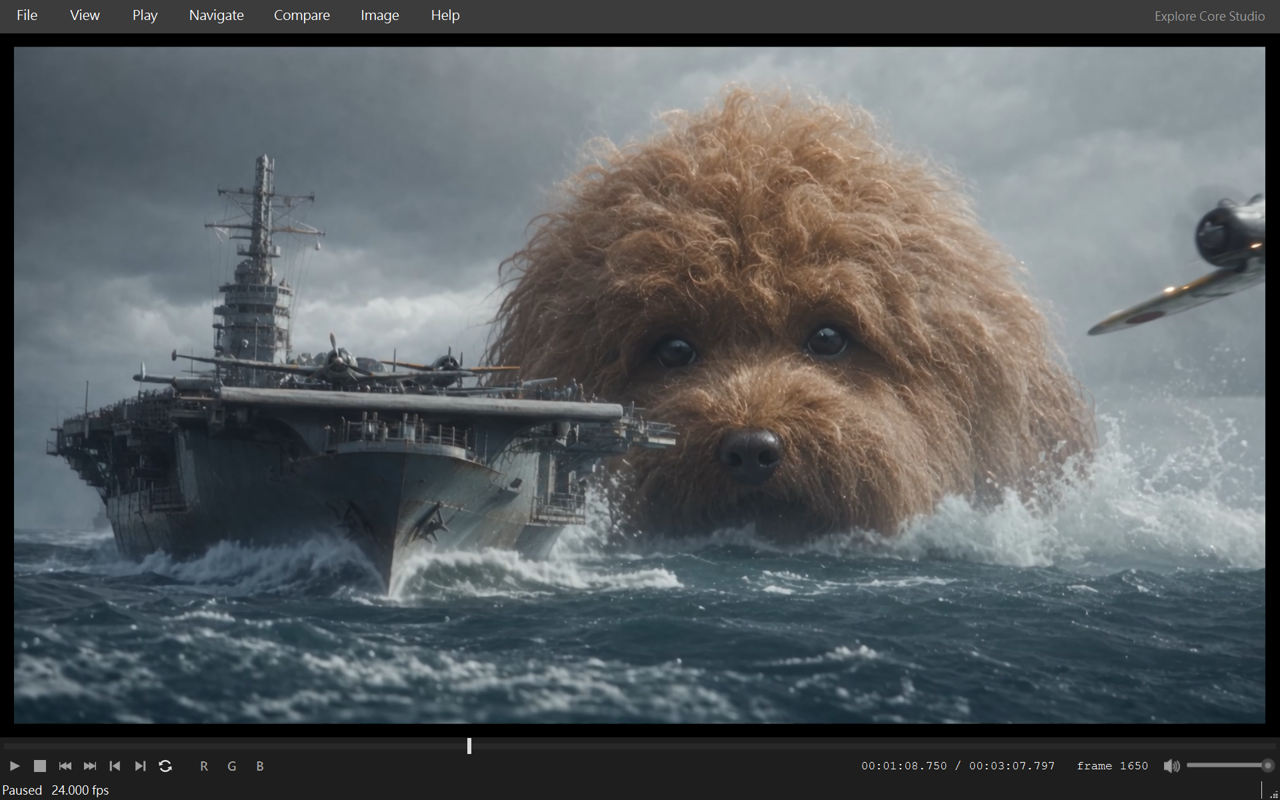 File View Play Navigate Compare Image Help Explore Core Studio
R G B 00:01:08.750 / 00:03:07.797 frame 1650
Paused 24.000 fps